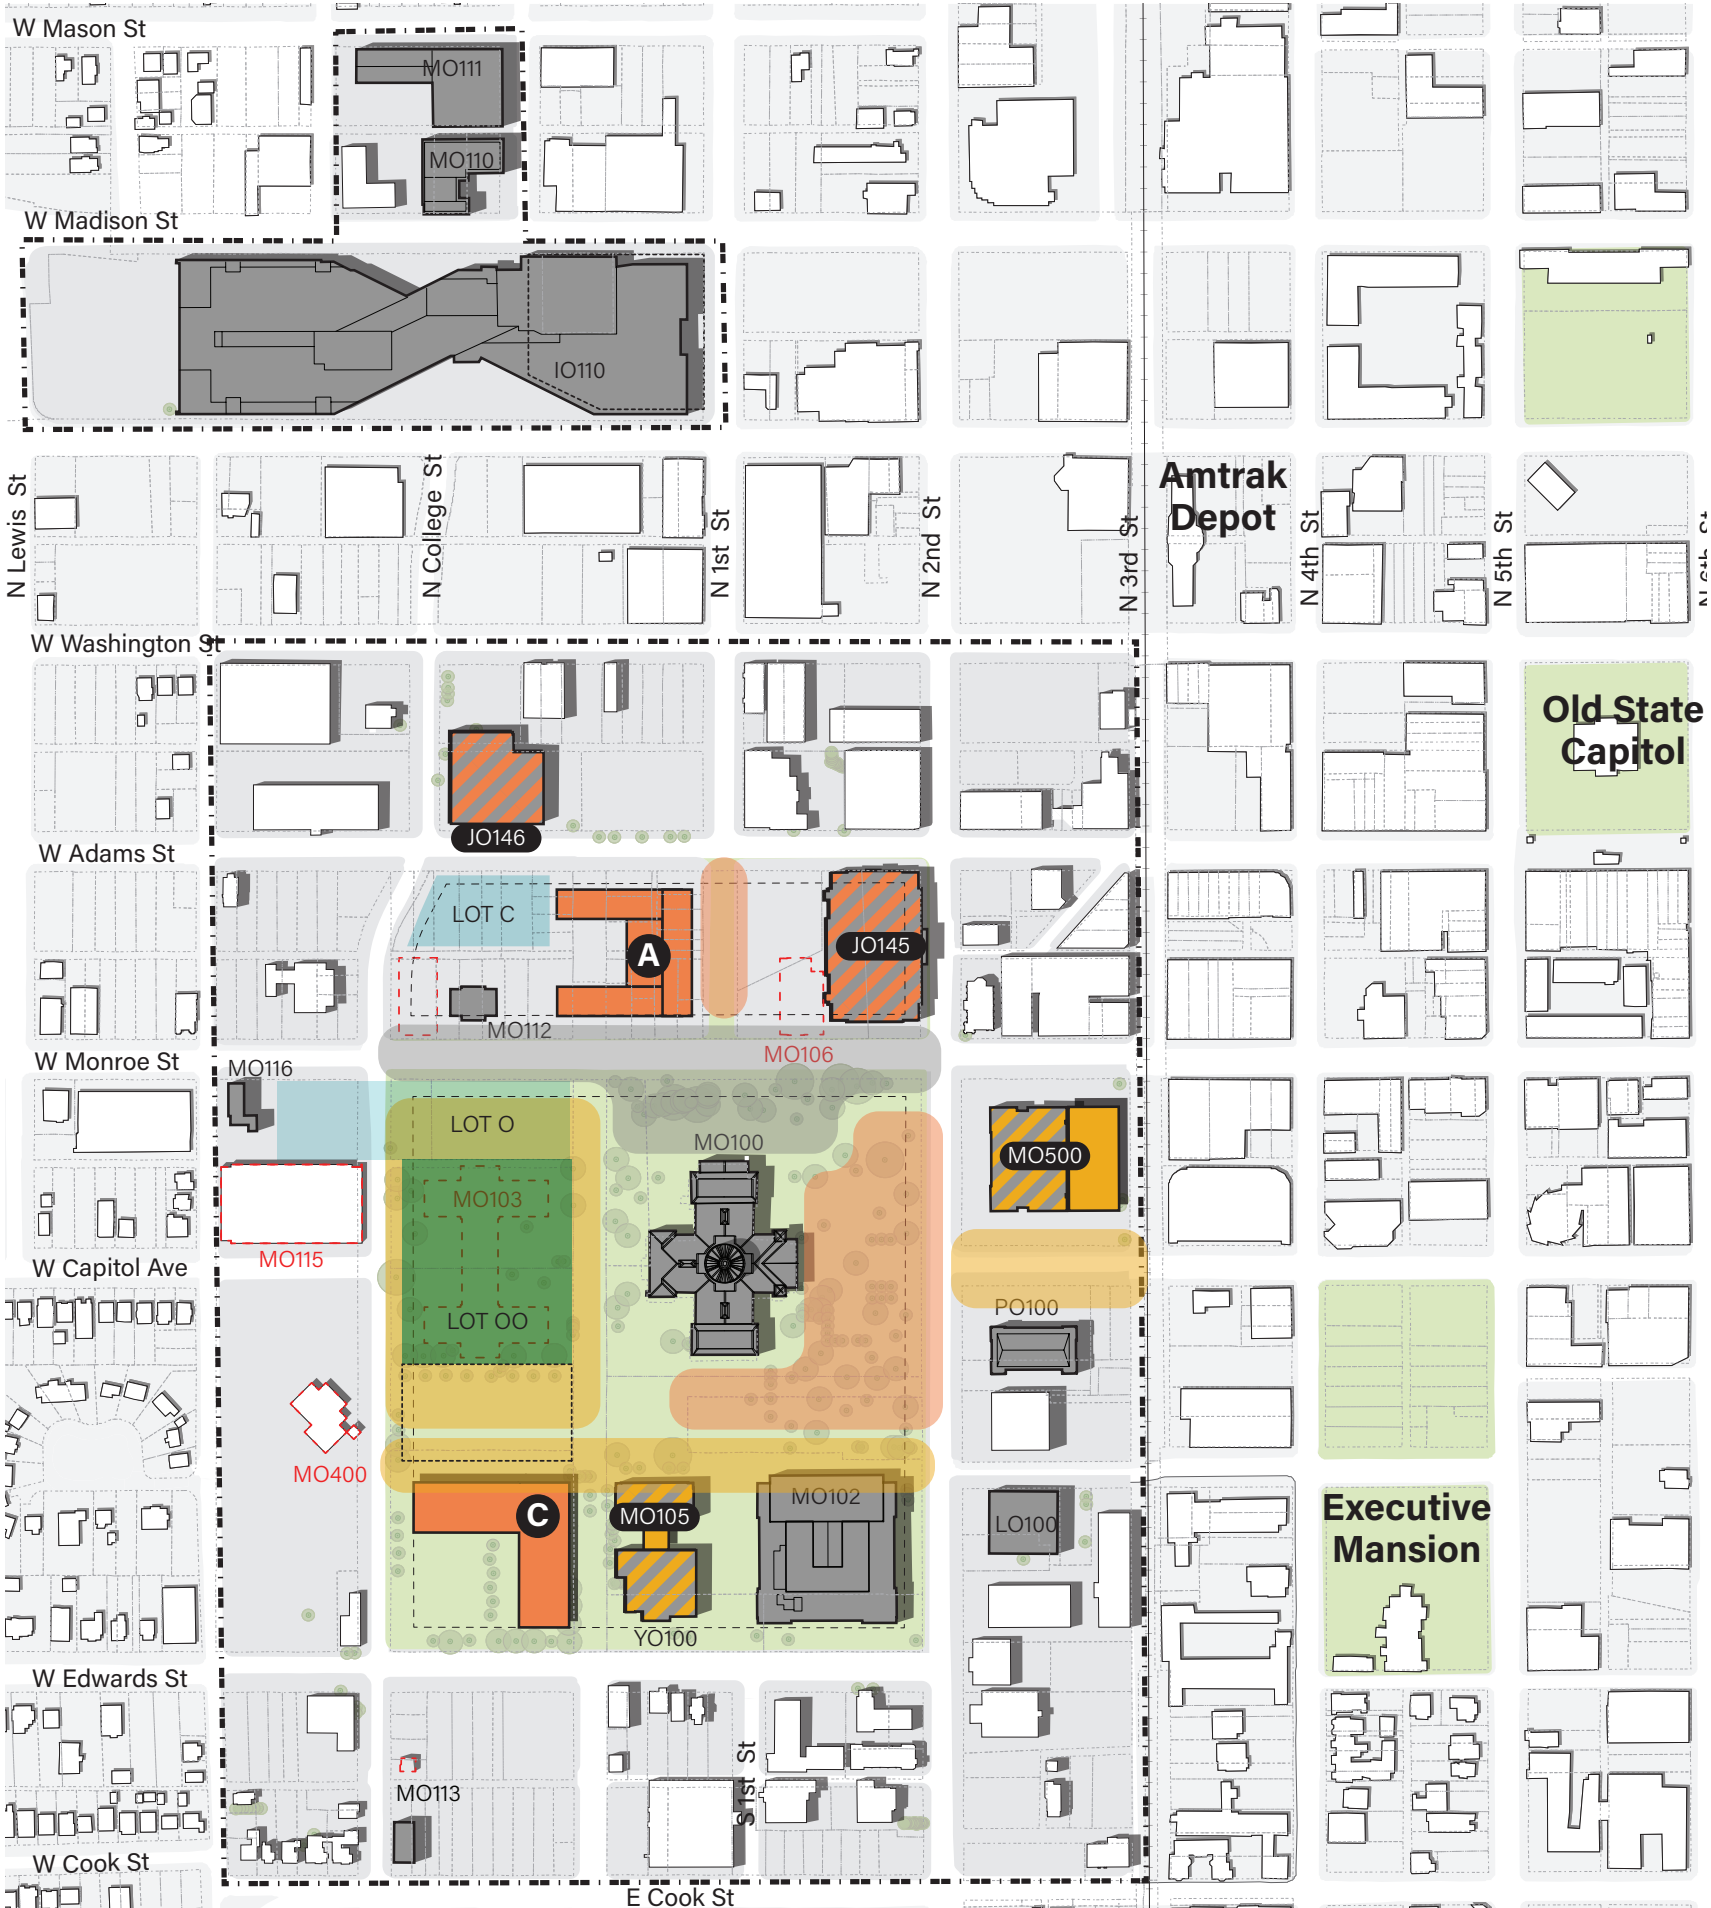 W Mason St
MO111
MO110
W Madison St
IO110
N Lewis St
N College St
N 1st St
N 2nd St
N 3rd St
Amtrak
Depot
N 4th St
N 5th St
N 6th St
W Washington St
Old State
Capitol
JO146
W Adams St
LOT C
A
JO145
MO112
MO106
W Monroe St
MO116
LOT O
MO100
MO500
MO103
MO115
W Capitol Ave
PO100
LOT OO
MO400
C
MO105
MO102
LO100
Executive
Mansion
YO100
W Edwards St
S 1st St
MO113
W Cook St
E Cook St